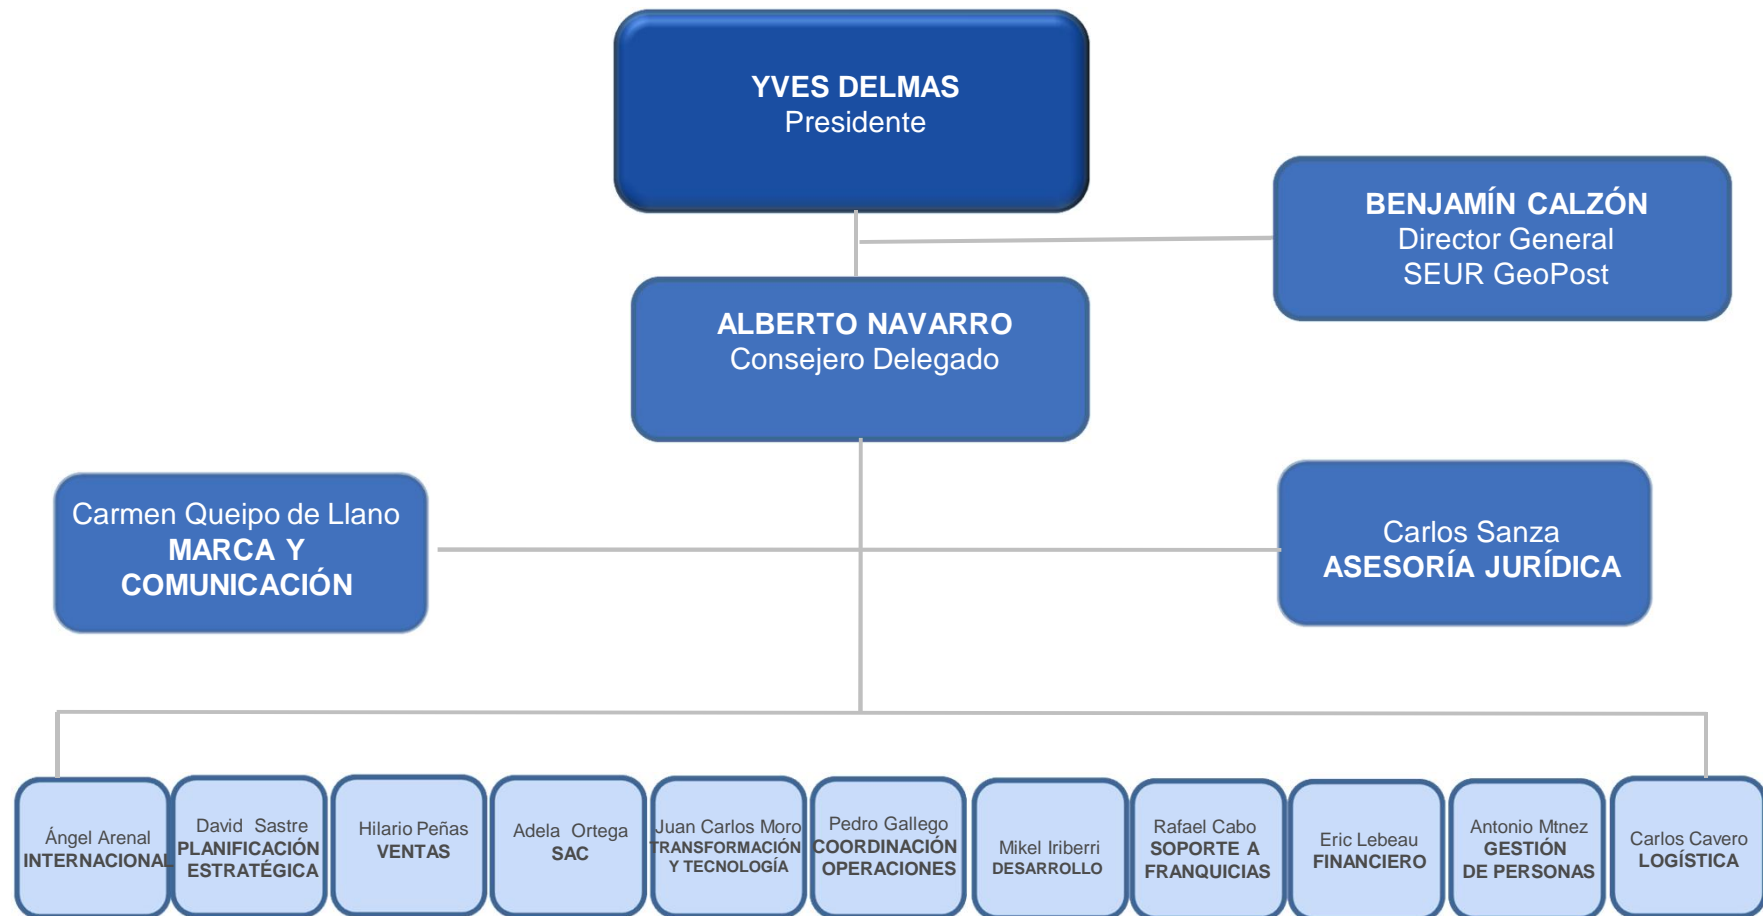 YVES DELMAS
Presidente
BENJAMÍN CALZÓN
Director General
SEUR GeoPost
ALBERTO NAVARRO
Consejero Delegado
Carmen Queipo de Llano
MARCA Y
COMUNICACIÓN
Carlos Sanza
ASESORÍA JURÍDICA
Ángel Arenal
INTERNACIONAL
David Sastre
PLANIFICACIÓN
ESTRATÉGICA
Hilario Peñas
VENTAS
Adela Ortega
SAC
Juan Carlos Moro
TRANSFORMACIÓN
Y TECNOLOGÍA
Pedro Gallego
COORDINACIÓN
OPERACIONES
Mikel Iriberri
DESARROLLO
Rafael Cabo
SOPORTE A
FRANQUICIAS
Eric Lebeau
FINANCIERO
Antonio Mtnez
GESTIÓN
DE PERSONAS
Carlos Cavero
LOGÍSTICA